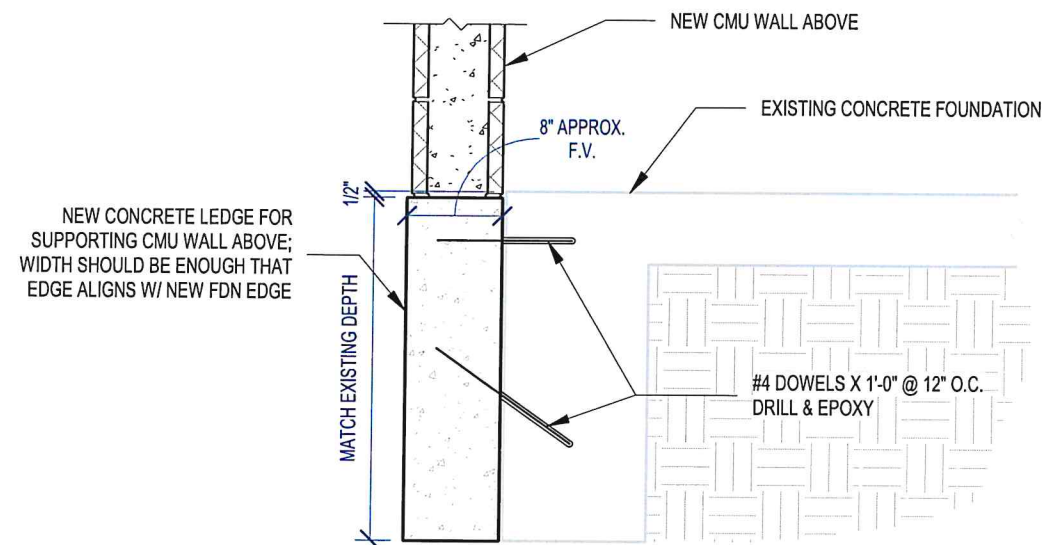 NEW CMU WALL ABOVE
EXISTING CONCRETE FOUNDATION
8" APPROX.
F.V.
1/2"
NEW CONCRETE LEDGE FOR
SUPPORTING CMU WALL ABOVE;
WIDTH SHOULD BE ENOUGH THAT
EDGE ALIGNS W/ NEW FDN EDGE
MATCH EXISTING DEPTH
#4 DOWELS X 1'-0" @ 12" O.C.
DRILL & EPOXY